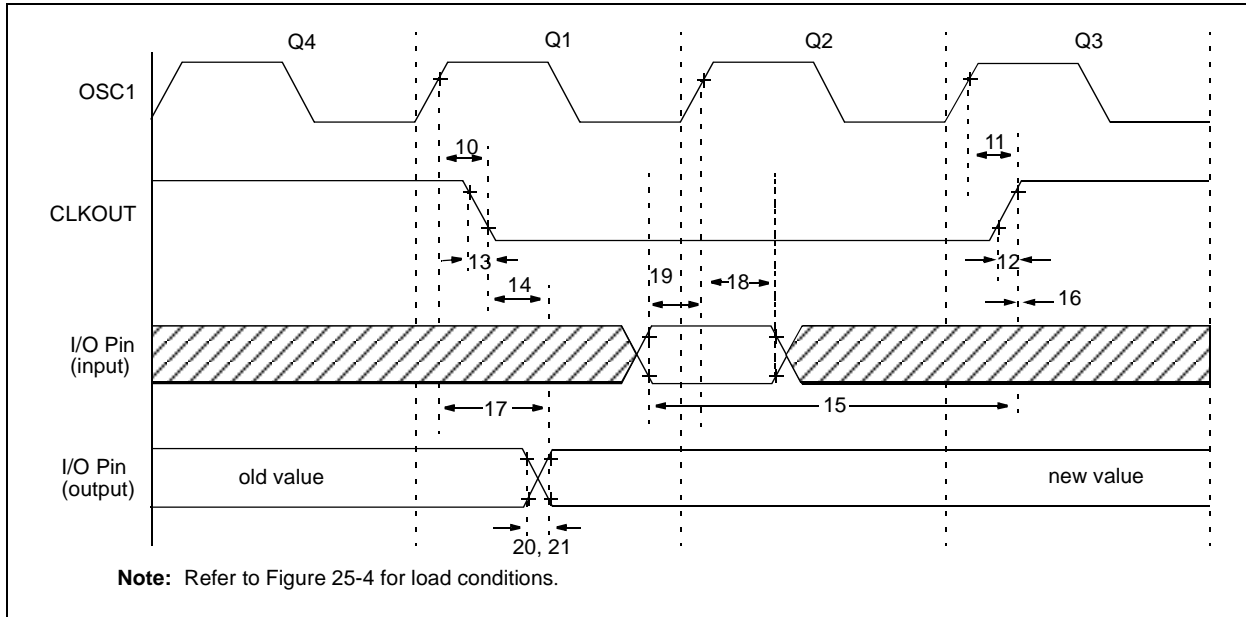 Q4 Q1 Q2 Q3
OSC1
10 11
CLKOUT
13 12
14 19 18 16
I/O Pin
(input)
17 15
I/O Pin
(output)
old value new value
20, 21
Note: Refer to Figure 25-4 for load conditions.